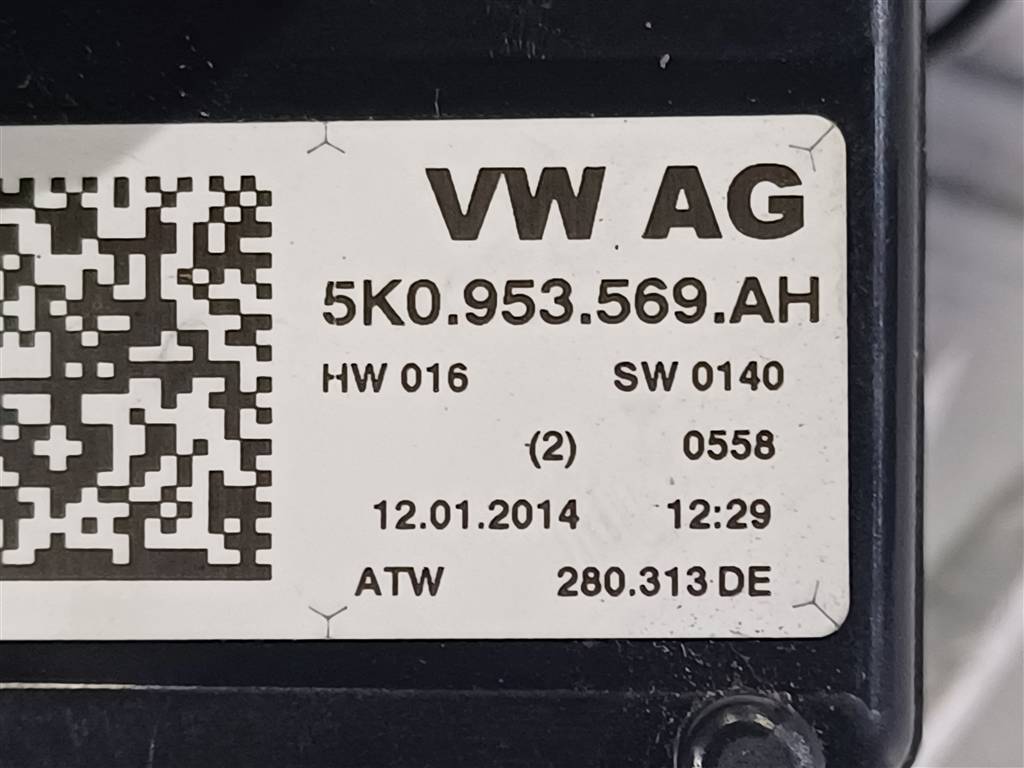 VW AG
5K0.953.569.AH
HW 016 SW 0140
(2) 0558
12.01.2014 12:29
ATW 280.313 DE